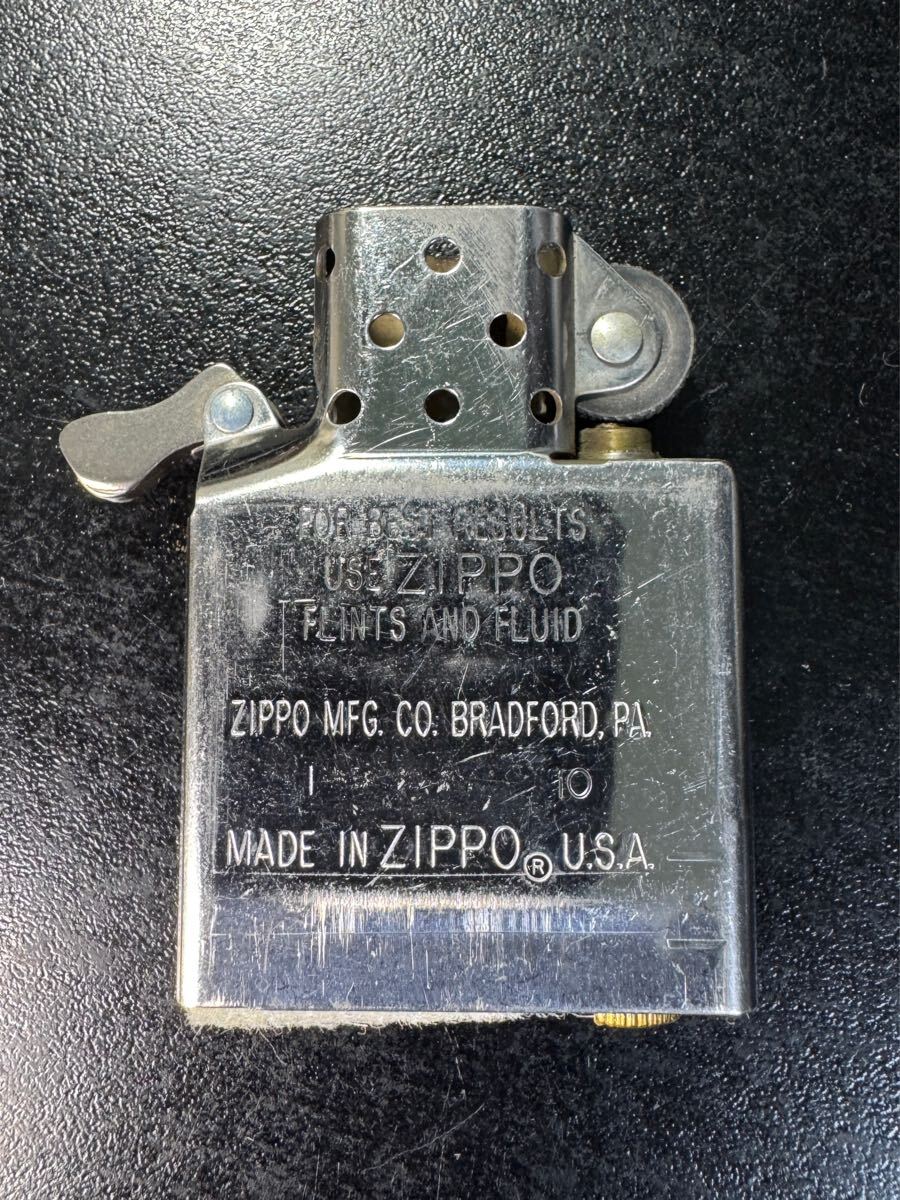 FOR BEST RESULTS
USE ZIPPO
FLINTS AND FLUID
ZIPPO MFG. CO. BRADFORD, PA.
I 10
MADE IN ZIPPO® U.S.A.